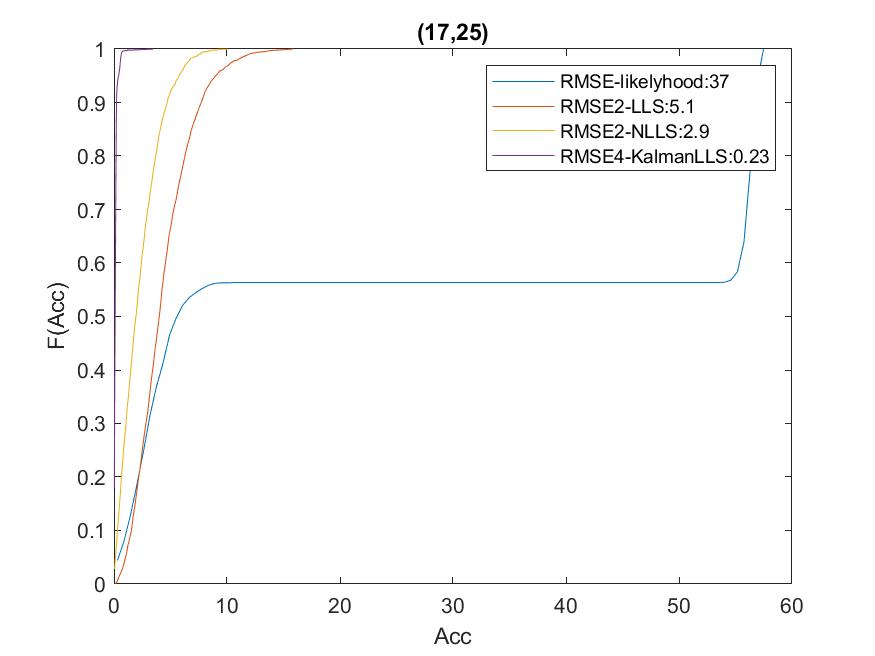 (17,25)
1
0.9
0.8
0.7
0.6
0.5
0.4
0.3
0.2
0.1
0
F(Acc)
RMSE-likelyhood:37
RMSE2-LLS:5.1
RMSE2-NLLS:2.9
RMSE4-KalmanLLS:0.23
0 10 20 30 40 50 60
Acc